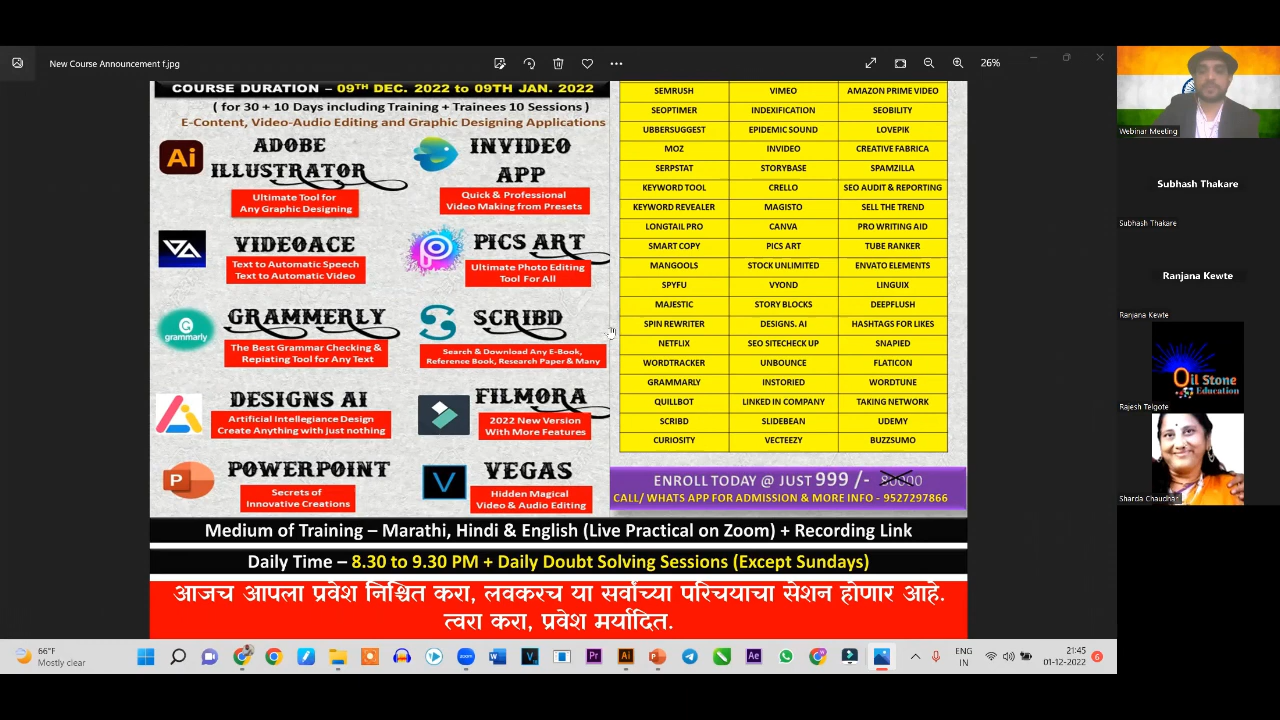 New Course Announcement f.jpg
26%
COURSE DURATION – 09TH DEC. 2022 to 09TH JAN. 2022
( for 30 + 10 Days including Training + Trainees 10 Sessions )
E-Content, Video-Audio Editing and Graphic Designing Applications
Ai
ADOBE
ILLUSTRATOR
Ultimate Tool for
Any Graphic Designing
INVIDEO
APP
Quick & Professional
Video Making from Presets
VIDEOACE
Text to Automatic Speech
Text to Automatic Video
PICS ART
Ultimate Photo Editing
Tool For All
G
grammarly
GRAMMERLY
The Best Grammar Checking &
Repiating Tool for Any Text
SCRIBD
Search & Download Any E-Book,
Reference Book, Research Paper & Many
DESIGNS AI
Artificial Intellegiance Design
Create Anything with just nothing
FILMORA
2022 New Version
With More Features
P
POWERPOINT
Secrets of
Innovative Creations
V
VEGAS
Hidden Magical
Video & Audio Editing
SEMRUSH VIMEO AMAZON PRIME VIDEO
SEOPTIMER INDEXIFICATION SEOBILITY
UBBERSUGGEST EPIDEMIC SOUND LOVEPIK
MOZ INVIDEO CREATIVE FABRICA
SERPSTAT STORYBASE SPAMZILLA
KEYWORD TOOL CRELLO SEO AUDIT & REPORTING
KEYWORD REVEALER MAGISTO SELL THE TREND
LONGTAIL PRO CANVA PRO WRITING AID
SMART COPY PICS ART TUBE RANKER
MANGOOLS STOCK UNLIMITED ENVATO ELEMENTS
SPYFU VYOND LINGUIX
MAJESTIC STORY BLOCKS DEEPFLUSH
SPIN REWRITER DESIGNS. AI HASHTAGS FOR LIKES
NETFLIX SEO SITECHECK UP SNAPIED
WORDTRACKER UNBOUNCE FLATICON
GRAMMARLY INSTORIED WORDTUNE
QUILLBOT LINKED IN COMPANY TAKING NETWORK
SCRIBD SLIDEBEAN UDEMY
CURIOSITY VECTEEZY BUZZSUMO
ENROLL TODAY @ JUST 999 /-
CALL/ WHATS APP FOR ADMISSION & MORE INFO - 9527297866
Medium of Training – Marathi, Hindi & English (Live Practical on Zoom) + Recording Link
Daily Time – 8.30 to 9.30 PM + Daily Doubt Solving Sessions (Except Sundays)
आजच आपला प्रवेश निश्चित करा, लवकरच या सर्वांच्या परिचयाचा सेशन होणार आहे.
त्वरा करा, प्रवेश मर्यादित.
Webinar Meeting
Subhash Thakare
Subhash Thakare
Ranjana Kewte
Ranjana Kewte
Oil Stone
Education
Rajesh Telgote
Sharda Chaudhar
66°F
Mostly clear
ENG
IN
21:45
01-12-2022
6